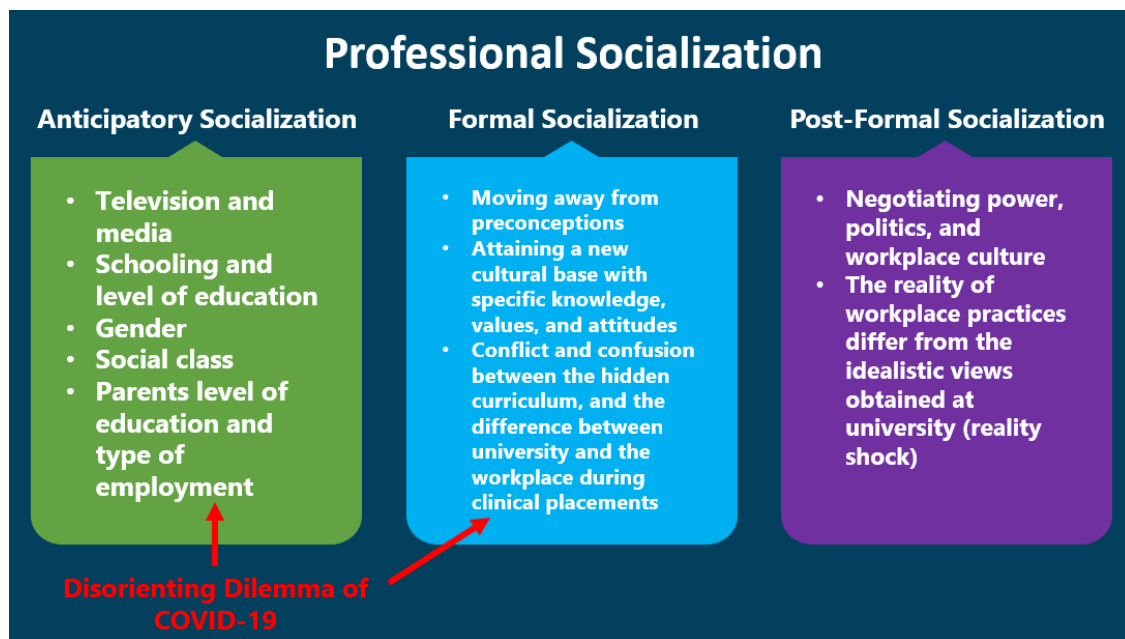 Professional Socialization
Anticipatory Socialization
• Television and
media
• Schooling and
level of education
• Gender
• Social class
• Parents level of
education and
type of
employment
Formal Socialization
• Moving away from
preconceptions
• Attaining a new
cultural base with
specific knowledge,
values, and attitudes
• Conflict and confusion
between the hidden
curriculum, and the
difference between
university and the
workplace during
clinical placements
Post-Formal Socialization
• Negotiating power,
politics, and
workplace culture
• The reality of
workplace practices
differ from the
idealistic views
obtained at
university (reality
shock)
Disorienting Dilemma of
COVID-19